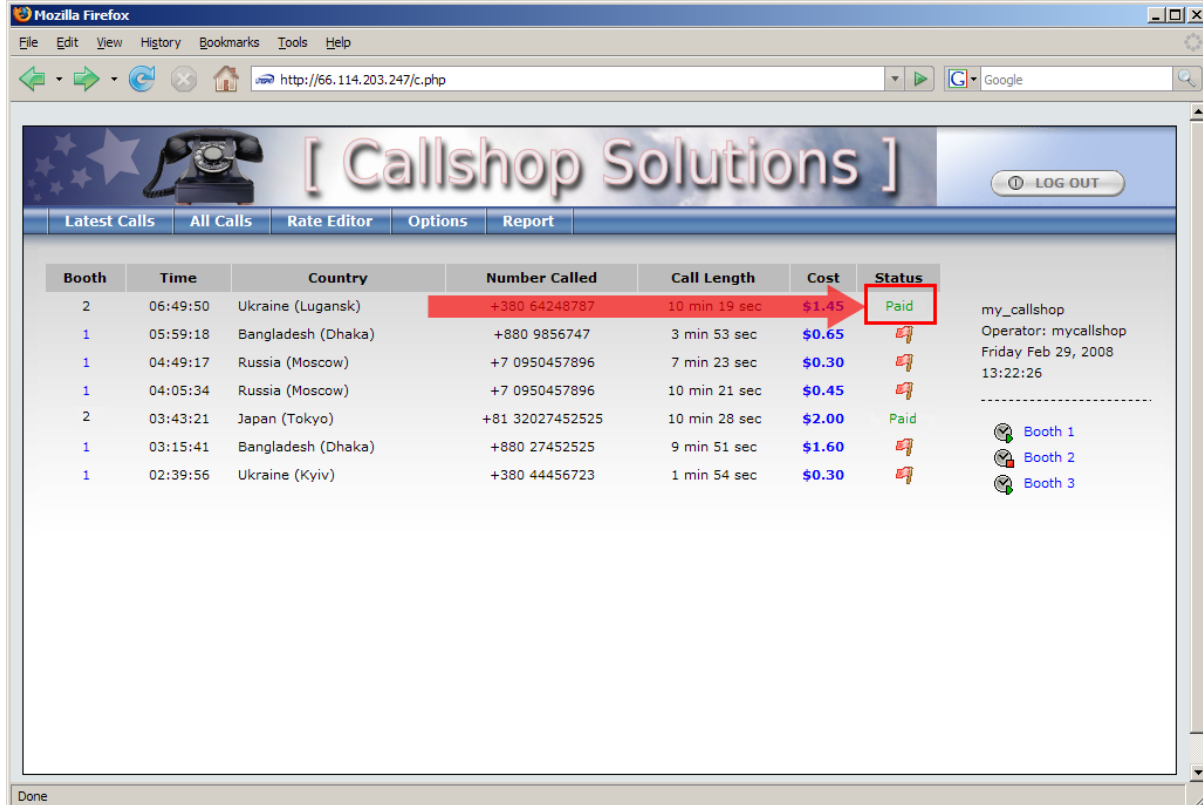 Mozilla Firefox
File Edit View History Bookmarks Tools Help
http://66.114.203.247/c.php G Google
[ Callshop Solutions ]
LOG OUT
Latest Calls All Calls Rate Editor Options Report
Booth Time Country Number Called Call Length Cost Status
2 06:49:50 Ukraine (Lugansk) +380 64248787 10 min 19 sec $1.45 Paid
1 05:59:18 Bangladesh (Dhaka) +880 9856747 3 min 53 sec $0.65
1 04:49:17 Russia (Moscow) +7 0950457896 7 min 23 sec $0.30
1 04:05:34 Russia (Moscow) +7 0950457896 10 min 21 sec $0.45
2 03:43:21 Japan (Tokyo) +81 32027452525 10 min 28 sec $2.00 Paid
1 03:15:41 Bangladesh (Dhaka) +880 27452525 9 min 51 sec $1.60
1 02:39:56 Ukraine (Kyiv) +380 44456723 1 min 54 sec $0.30
my_callshop
Operator: mycallshop
Friday Feb 29, 2008
13:22:26
Booth 1
Booth 2
Booth 3
Done